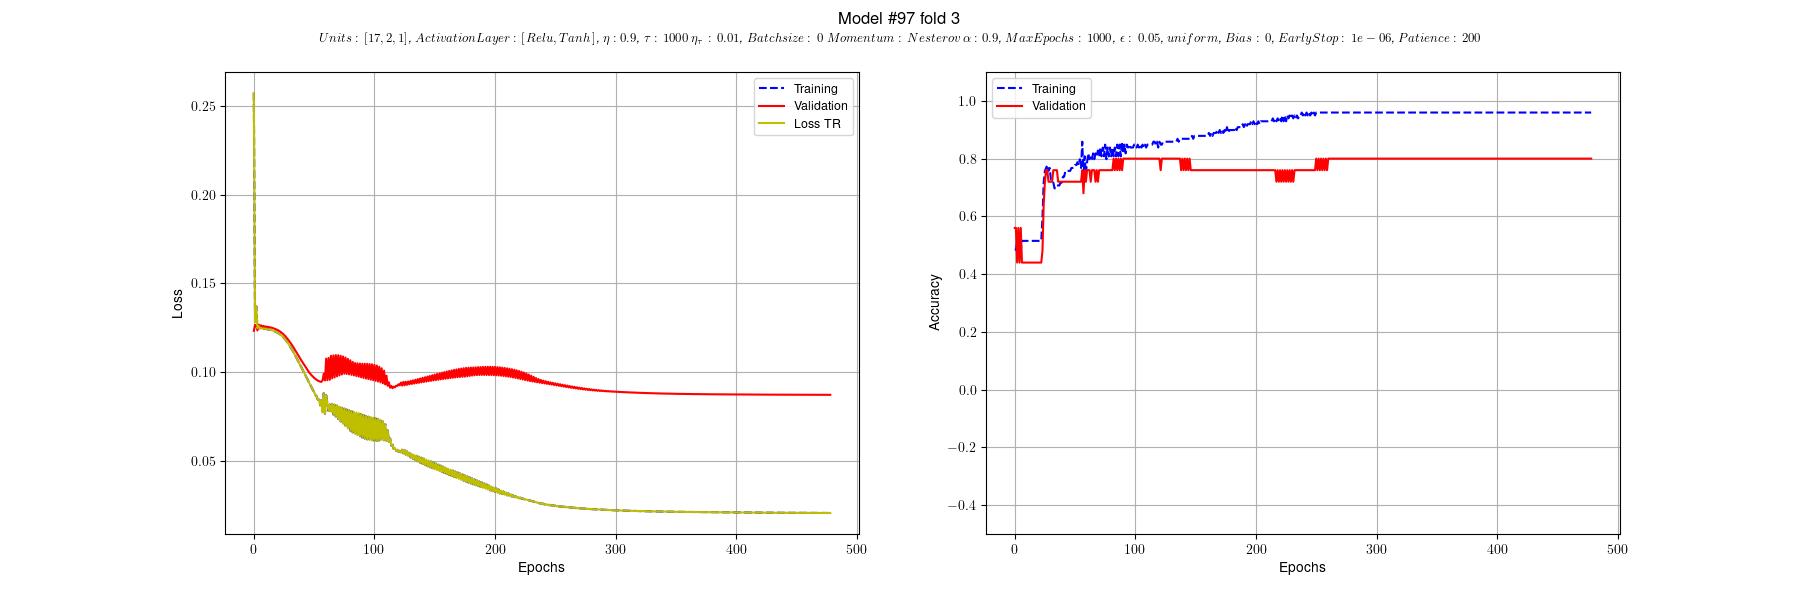 Model #97 fold 3
Units : [17, 2, 1], ActivationLayer : [Relu, Tanh], η : 0.9, τ : 1000 ητ : 0.01, Batchsize : 0 Momentum : Nesterov α : 0.9, MaxEpochs : 1000, ϵ : 0.05, uniform, Bias : 0, EarlyStop : 1e − 06, Patience : 200
Loss
0.25
0.20
0.15
0.10
0.05
0 100 200 300 400 500
Epochs
Training
Validation
Loss TR
Accuracy
1.0
0.8
0.6
0.4
0.2
0.0
−0.2
−0.4
0 100 200 300 400 500
Epochs
Training
Validation